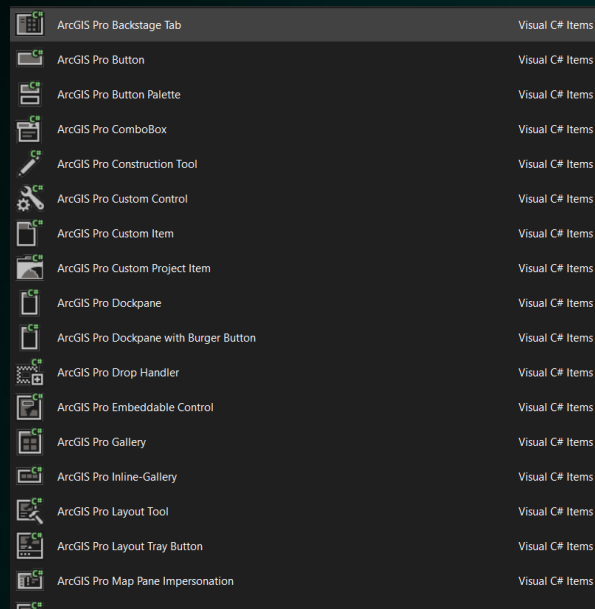 C# ArcGIS Pro Backstage Tab Visual C# Items
C# ArcGIS Pro Button Visual C# Items
C# ArcGIS Pro Button Palette Visual C# Items
C# ArcGIS Pro ComboBox Visual C# Items
C# ArcGIS Pro Construction Tool Visual C# Items
C# ArcGIS Pro Custom Control Visual C# Items
C# ArcGIS Pro Custom Item Visual C# Items
C# ArcGIS Pro Custom Project Item Visual C# Items
C# ArcGIS Pro Dockpane Visual C# Items
C# ArcGIS Pro Dockpane with Burger Button Visual C# Items
C# ArcGIS Pro Drop Handler Visual C# Items
C# ArcGIS Pro Embeddable Control Visual C# Items
C# ArcGIS Pro Gallery Visual C# Items
C# ArcGIS Pro Inline-Gallery Visual C# Items
C# ArcGIS Pro Layout Tool Visual C# Items
C# ArcGIS Pro Layout Tray Button Visual C# Items
C# ArcGIS Pro Map Pane Impersonation Visual C# Items
C#